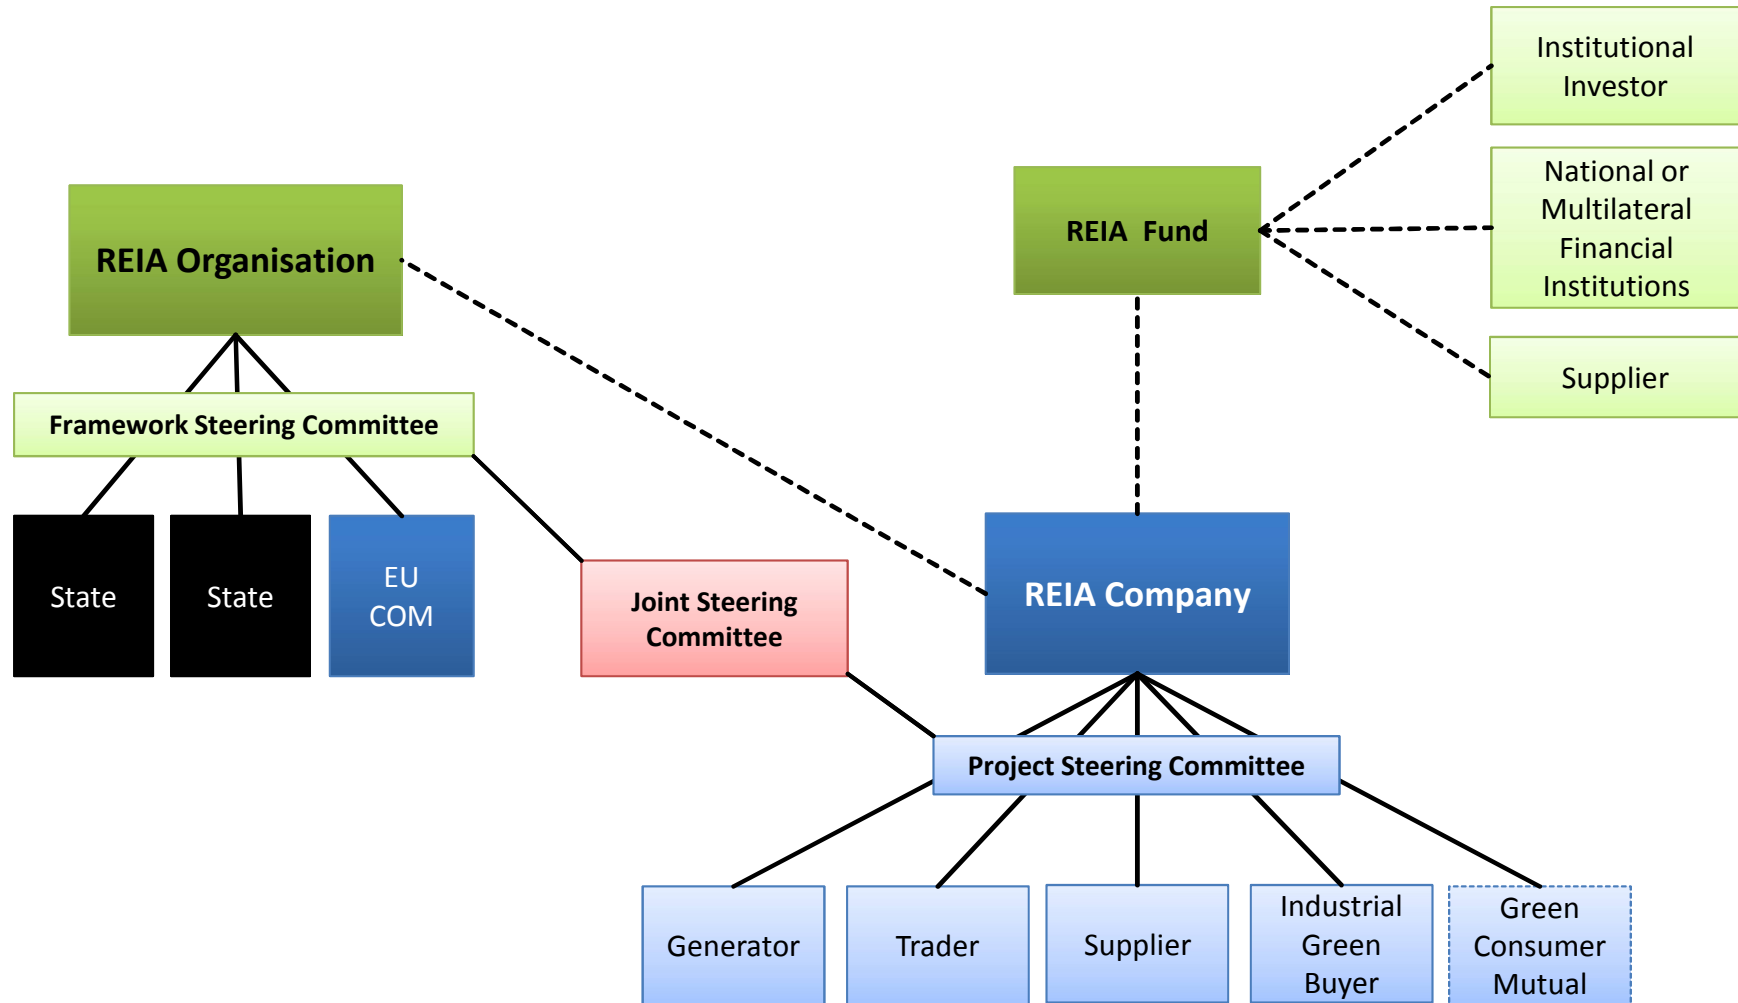 Institutional
Investor
National or
Multilateral
Financial
Institutions
Supplier
REIA Organisation
REIA  Fund
Framework Steering Committee
State
State
EU
COM
Joint Steering
Committee
REIA Company
Project Steering Committee
Generator
Trader
Supplier
Industrial
Green
Buyer
Green
Consumer
Mutual